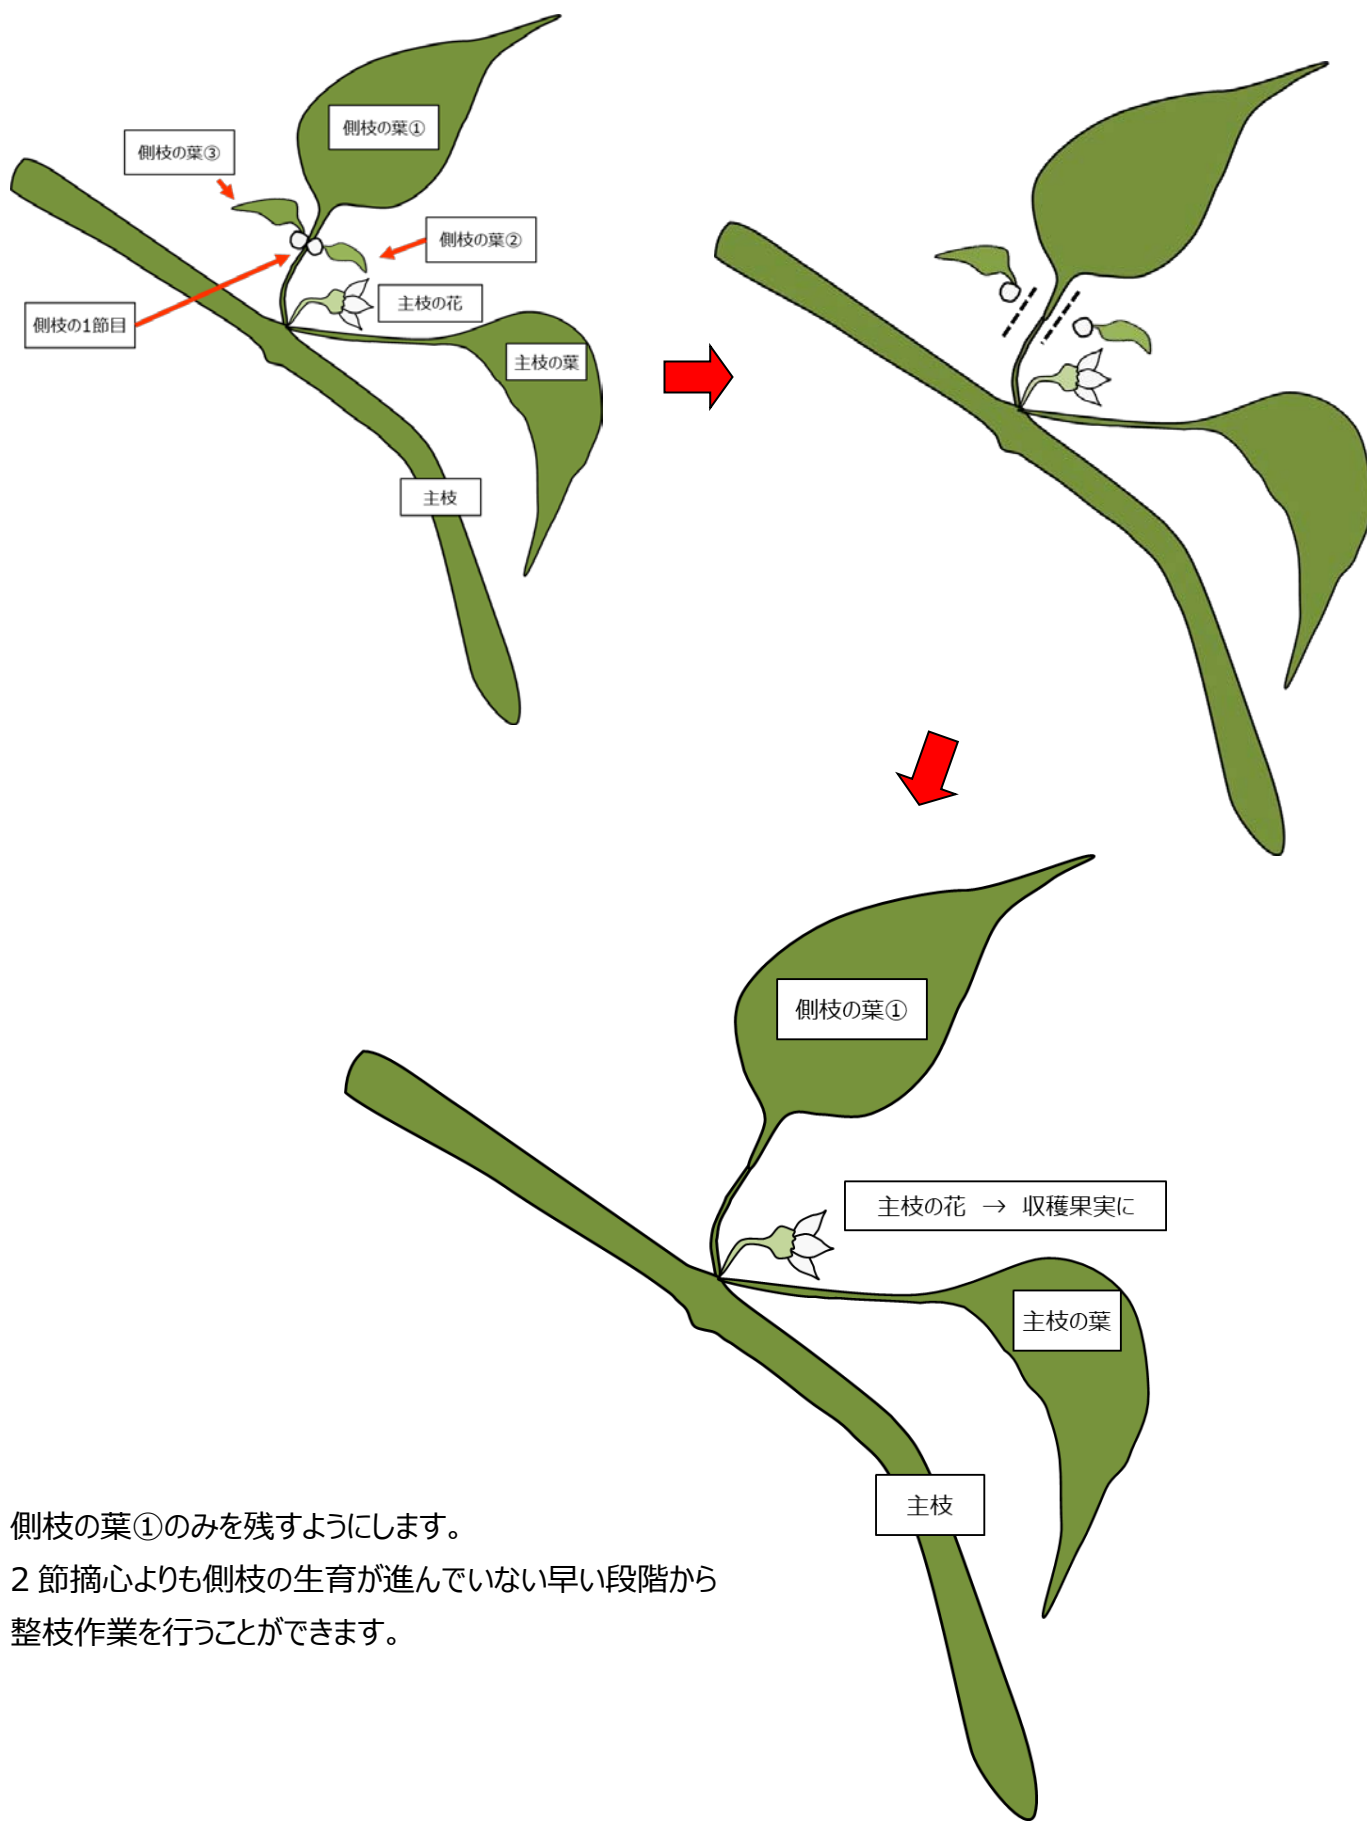 側枝の葉①
側枝の葉③
側枝の葉②
主枝の花
側枝の1節目
主枝の葉
主枝
側枝の葉①
主枝の花 → 収穫果実に
主枝の葉
主枝
側枝の葉①のみを残すようにします。
2 節摘心よりも側枝の生育が進んでいない早い段階から
整枝作業を行うことができます。